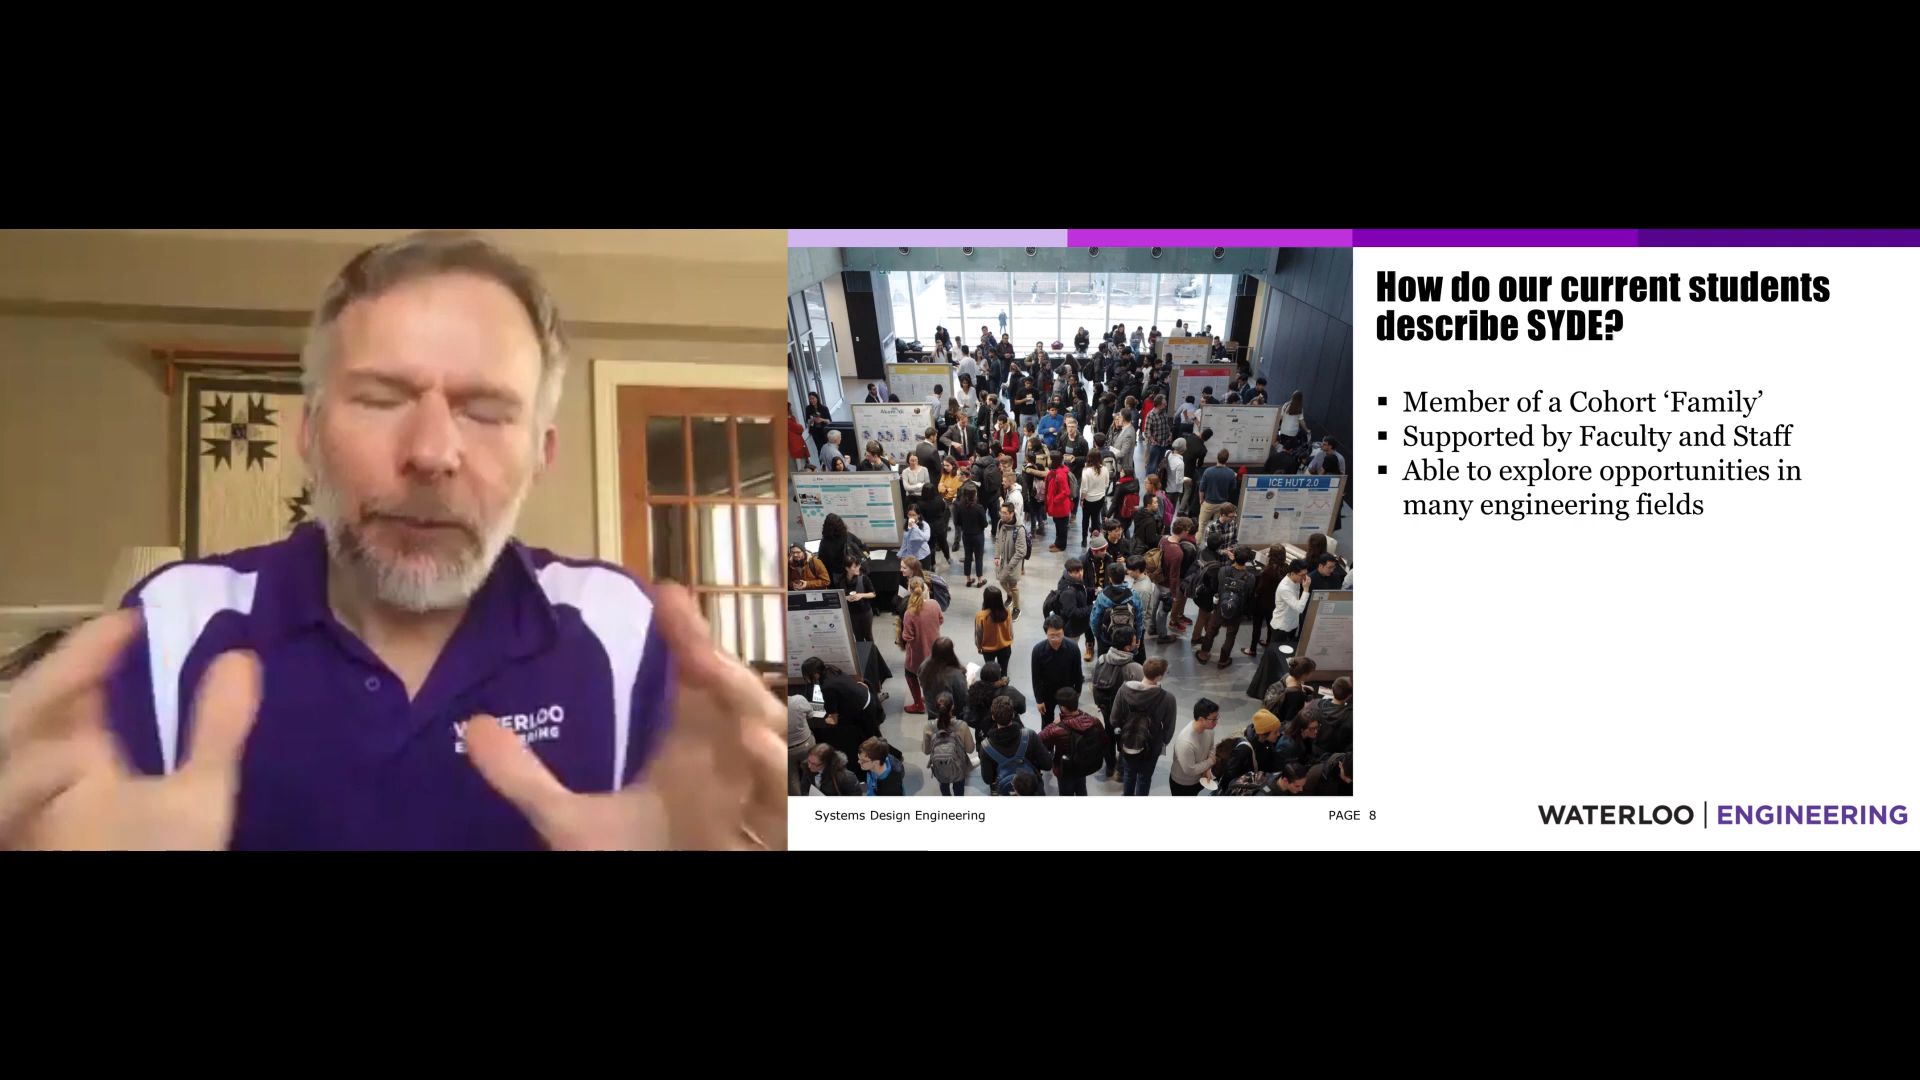 WATERLOO
How do our current students
describe SYDE?
▪ Member of a Cohort ‘Family’
▪ Supported by Faculty and Staff
▪ Able to explore opportunities in
many engineering fields
ICE HUT 2.0
Systems Design Engineering
PAGE 8
WATERLOO | ENGINEERING